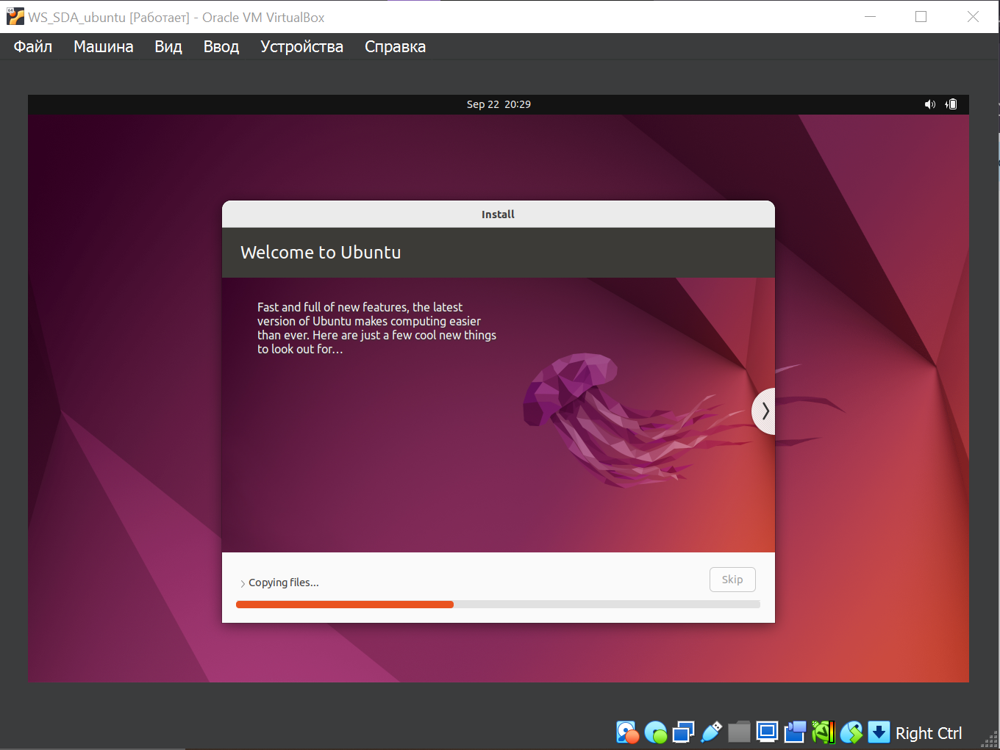 WS_SDA_ubuntu [Работает] - Oracle VM VirtualBox
Файл Машина Вид Ввод Устройства Справка
Sep 22 20:29
Install
Welcome to Ubuntu
Fast and full of new features, the latest
version of Ubuntu makes computing easier
than ever. Here are just a few cool new things
to look out for...
Copying files...
Skip
Right Ctrl